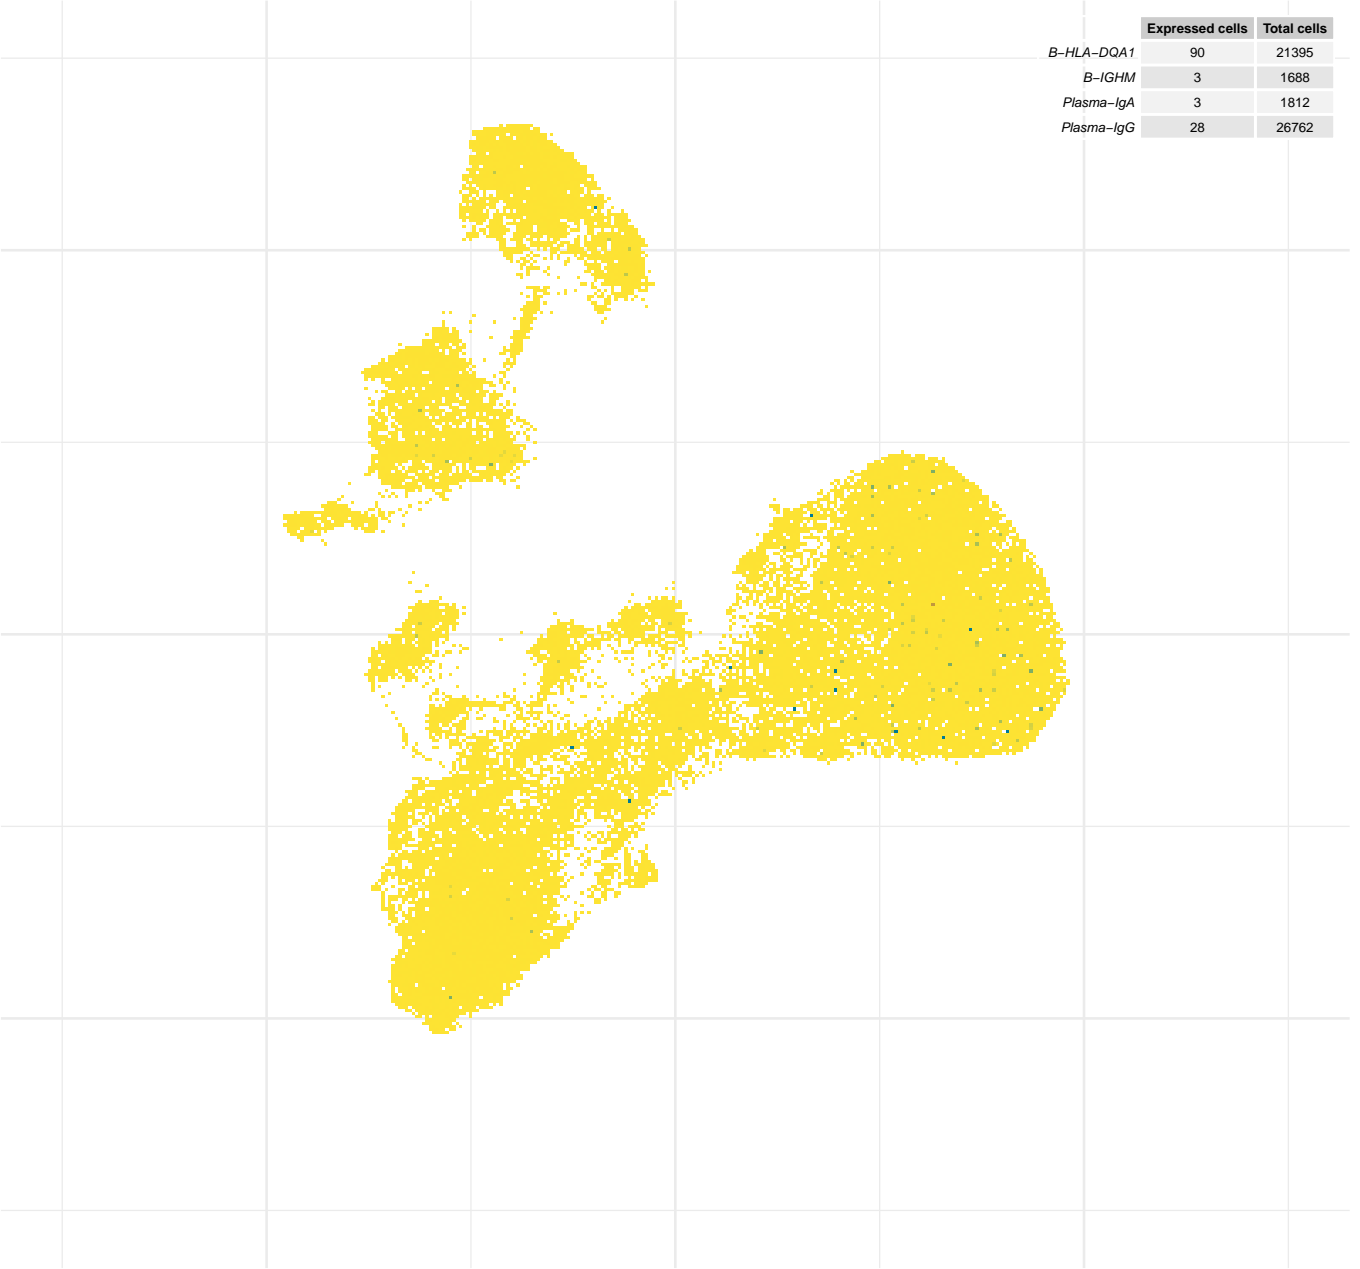 Expressed cells Total cells
B−HLA−DQA1 90 21395
B−IGHM 3 1688
Plasma−IgA 3 1812
Plasma−IgG 28 26762